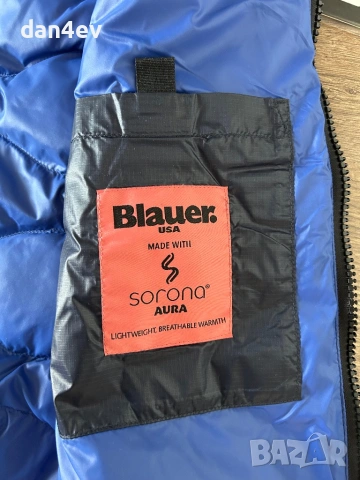 dan4ev
Blauer.
USA
MADE WITH
sorona®
AURA
LIGHTWEIGHT, BREATHABLE WARMTH
BAZAR